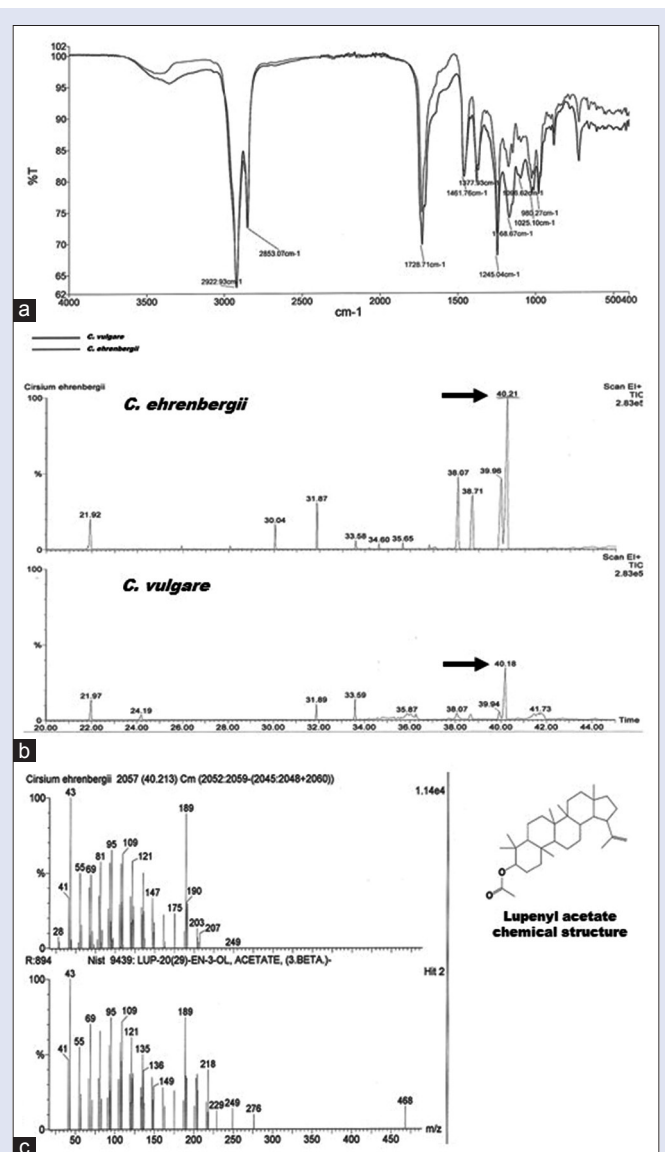 102
100
95
90
85
80
75
70
65
62
%T
2922.93cm-1
2853.07cm-1
1728.71cm-1
1461.76cm-1
1377.93cm-1
1245.04cm-1
1168.67cm-1
1025.10cm-1
980.27cm-1
4000 3500 3000 2500 2000 1500 1000 500400
cm-1
a
C. vulgare
C. ehrenbergii
Cirsium ehrenbergii
Scan EI+
TIC
100
C. ehrenbergii
%
0
21.92 30.04 31.87 33.58 34.60 35.65 38.07 38.71 39.96 40.21
Scan EI+
TIC
2.83e5
100
C. vulgare
%
0
21.97 24.19 31.89 33.59 35.87 38.07 39.94 40.18 41.73
20.00 22.00 24.00 26.00 28.00 30.00 32.00 34.00 36.00 38.00 40.00 42.00 44.00 Time
b
Cirsium ehrenbergii 2057 (40.213) Cm (2052:2059-(2045:2048+2060))
1.14e4
100
%
0
28 41 43 55 69 81 95 109 121 147 175 189 190 203 207 249
R:894 Nist 9439: LUP-20(29)-EN-3-OL, ACETATE, (3.BETA.)-
Hit 2
100
%
0
41 43 55 69 95 109 121 135 136 149 189 218 229 249 276 468
50 100 150 200 250 300 350 400 450 m/z
c
O
O
Lupenyl acetate
chemical structure